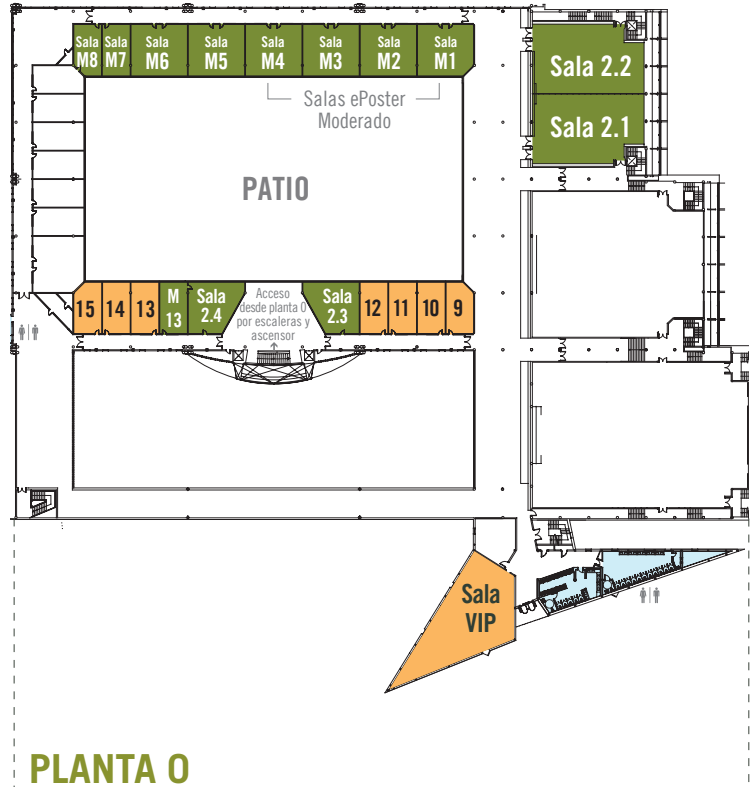 Sala M8
Sala M7
Sala M6
Sala M5
Sala M4
Sala M3
Sala M2
Sala M1
Sala 2.2
Sala 2.1
Salas ePoster
Moderado
PATIO
15
14
13
M
13
Sala
2.4
Acceso
desde planta 0
por escaleras y
ascensor
Sala
2.3
12
11
10
9
Sala
VIP
PLANTA 0